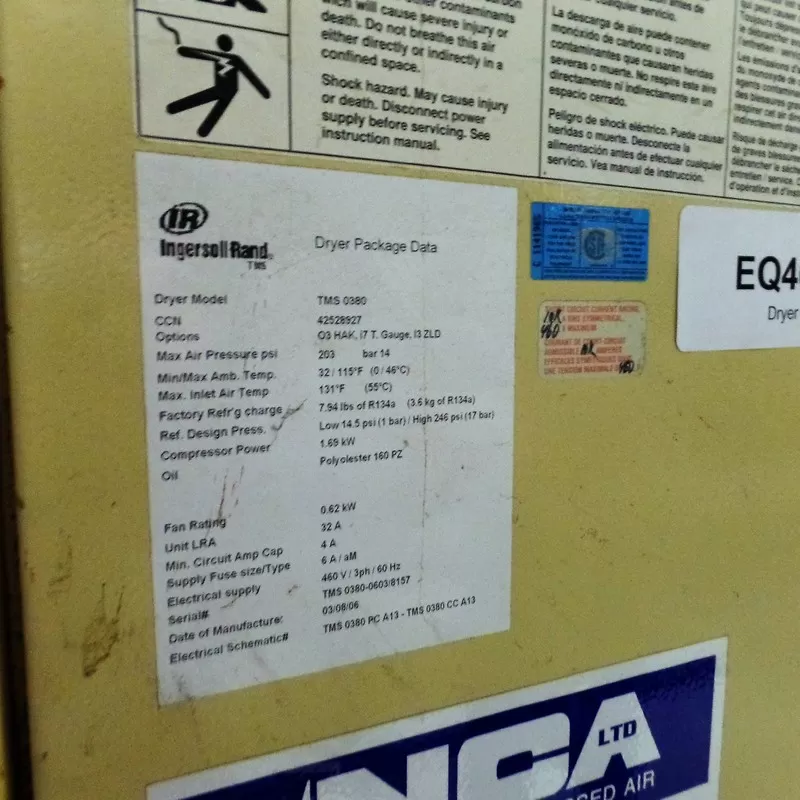 which will cause severe injury or
death. Do not breathe this air
either directly or indirectly in a
confined space.
Shock hazard. May cause injury
or death. Disconnect power
supply before servicing. See
instruction manual.
cualquier servicio.
La descarga de aire puede contener
monóxido de carbono u otros
contaminantes que causarán heridas
severas o muerte. No respire este aire
directamente ni indirectamente en un
espacio cerrado.
Peligro de shock eléctrico. Puede causar
heridas o muerte. Desconecte la
alimentación antes de efectuar cualquier
servicio. Vea manual de instrucción.
IR
Ingersoll Rand
TMS
Dryer Package Data
Dryer Model TMS 0380
CCN 42528927
Options O3 HAK, I7 T. Gauge, I3 ZLD
Max Air Pressure psi 203 bar 14
Min/Max Amb. Temp. 32 / 115°F (0 / 46°C)
Max. Inlet Air Temp 131°F (55°C)
Factory Refr'g charge 7.94 lbs of R134a (3.6 kg of R134a)
Ref. Design Press. Low 14.5 psi (1 bar) / High 246 psi (17 bar)
Compressor Power 1.69 kW
Oil Polyolester 160 PZ
Fan Rating 0.62 kW
Unit LRA 32 A
Min. Circuit Amp Cap 4 A
Supply Fuse size/Type 6 A / aM
Electrical supply 460 V / 3ph / 60 Hz
Serial# TMS 0380-0603/8157
Date of Manufacture: 03/08/06
Electrical Schematic# TMS 0380 PC A13 - TMS 0380 CC A13
EQ4
Dryer
NCA
LTD
AIR